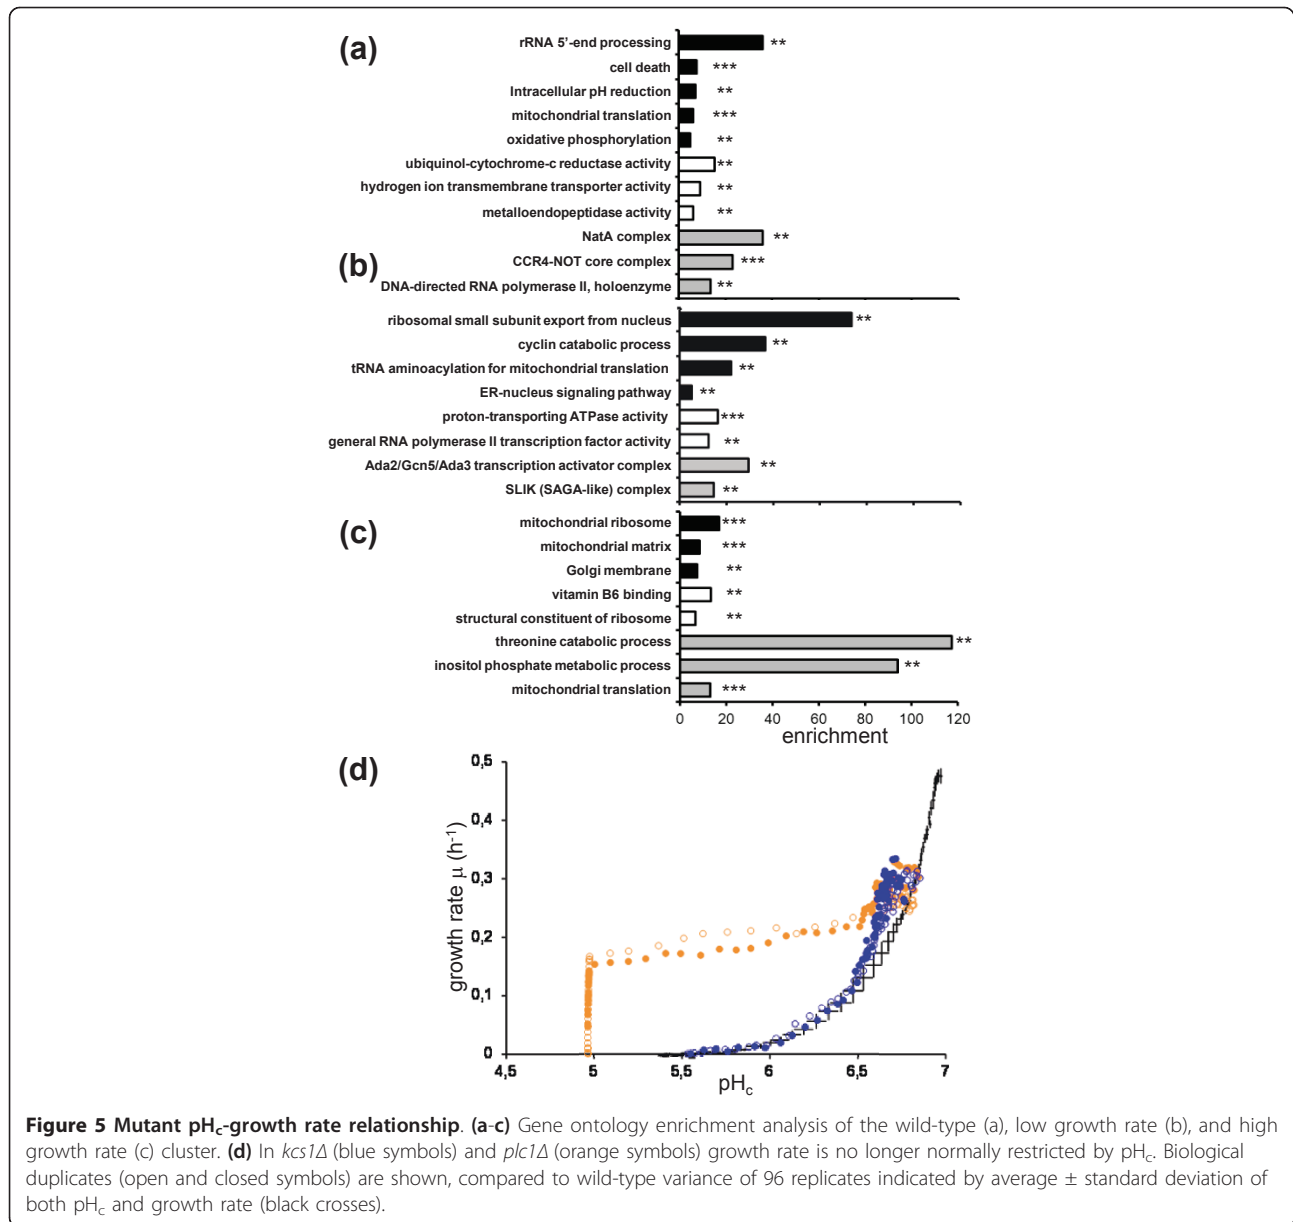 (a)
rRNA 5'-end processing **
cell death ***
Intracellular pH reduction **
mitochondrial translation ***
oxidative phosphorylation **
ubiquinol-cytochrome-c reductase activity **
hydrogen ion transmembrane transporter activity **
metalloendopeptidase activity **
NatA complex **
CCR4-NOT core complex ***
DNA-directed RNA polymerase II, holoenzyme **
(b)
ribosomal small subunit export from nucleus **
cyclin catabolic process **
tRNA aminoacylation for mitochondrial translation **
ER-nucleus signaling pathway **
proton-transporting ATPase activity ***
general RNA polymerase II transcription factor activity **
Ada2/Gcn5/Ada3 transcription activator complex **
SLIK (SAGA-like) complex **
(c)
mitochondrial ribosome ***
mitochondrial matrix ***
Golgi membrane **
vitamin B6 binding **
structural constituent of ribosome **
threonine catabolic process **
inositol phosphate metabolic process **
mitochondrial translation ***
0 20 40 60 80 100 120
enrichment
(d)
0,5
0,4
0,3
0,2
0,1
0
growth rate µ (h-1)
4,5 5 5,5 6 6,5 7
pHc
Figure 5 Mutant pHc-growth rate relationship. (a-c) Gene ontology enrichment analysis of the wild-type (a), low growth rate (b), and high
growth rate (c) cluster. (d) In kcs1Δ (blue symbols) and plc1Δ (orange symbols) growth rate is no longer normally restricted by pHc. Biological
duplicates (open and closed symbols) are shown, compared to wild-type variance of 96 replicates indicated by average ± standard deviation of
both pHc and growth rate (black crosses).